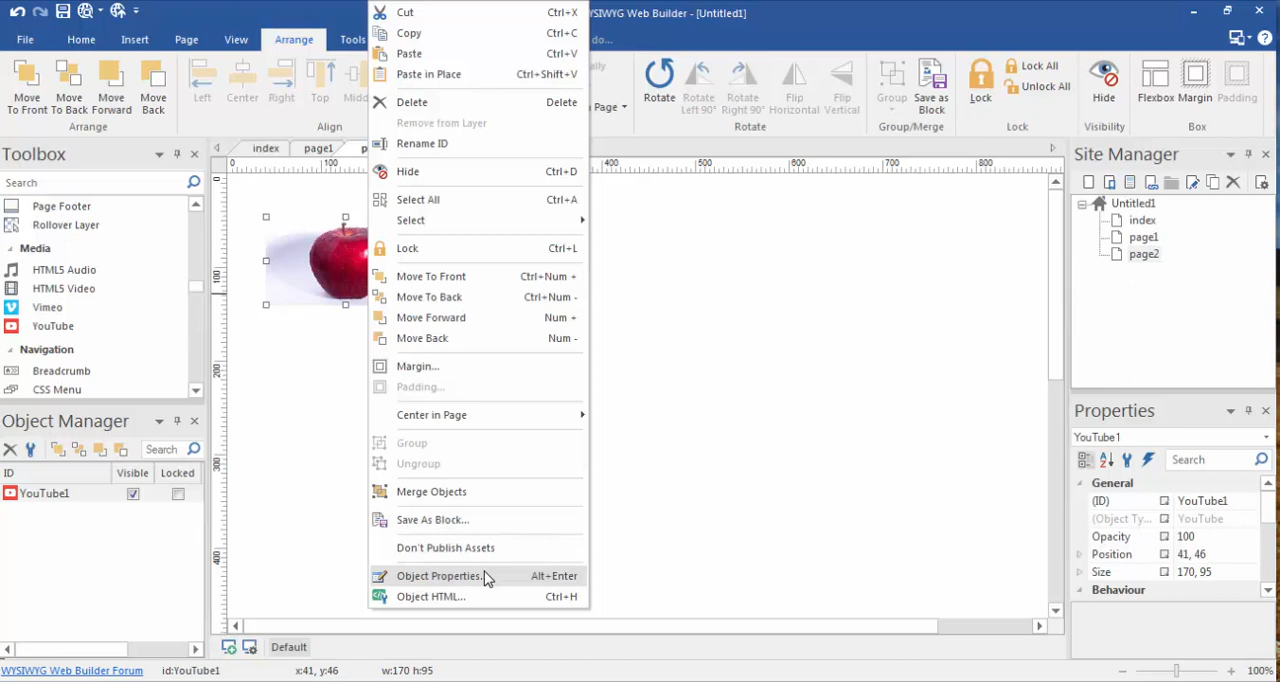 WYSIWYG Web Builder - [Untitled1]
File
Home
Insert
Page
View
Arrange
Tools
do...
Move To Front
Move To Back
Move Forward
Move Back
Arrange
Left
Center
Right
Top
Align
Page
Rotate
Rotate Left 90°
Rotate Right 90°
Flip Horizontal
Flip Vertical
Rotate
Group
Save as Block
Group/Merge
Lock
Lock All
Unlock All
Lock
Hide
Visibility
Flexbox
Margin
Padding
Box
Cut Ctrl+X
Copy Ctrl+C
Paste Ctrl+V
Paste in Place Ctrl+Shift+V
Delete Delete
Remove from Layer
Rename ID
Hide Ctrl+D
Select All Ctrl+A
Select
Lock Ctrl+L
Move To Front Ctrl+Num +
Move To Back Ctrl+Num -
Move Forward Num +
Move Back Num -
Margin...
Padding...
Center in Page
Group
Ungroup
Merge Objects
Save As Block...
Don't Publish Assets
Object Properties... Alt+Enter
Object HTML... Ctrl+H
Toolbox
Search
Page Footer
Rollover Layer
Media
HTML5 Audio
HTML5 Video
Vimeo
YouTube
Navigation
Breadcrumb
CSS Menu
Object Manager
Search
ID Visible Locked
YouTube1
index
page1
0 100 400 500 600 700 800
0
100
200
300
400
Default
Site Manager
Untitled1
index
page1
page2
Properties
YouTube1
Search
General
(ID) YouTube1
(Object Ty... YouTube
Opacity 100
Position 41, 46
Size 170, 95
Behaviour
WYSIWYG Web Builder Forum
id:YouTube1
x:41, y:46
w:170 h:95
100%